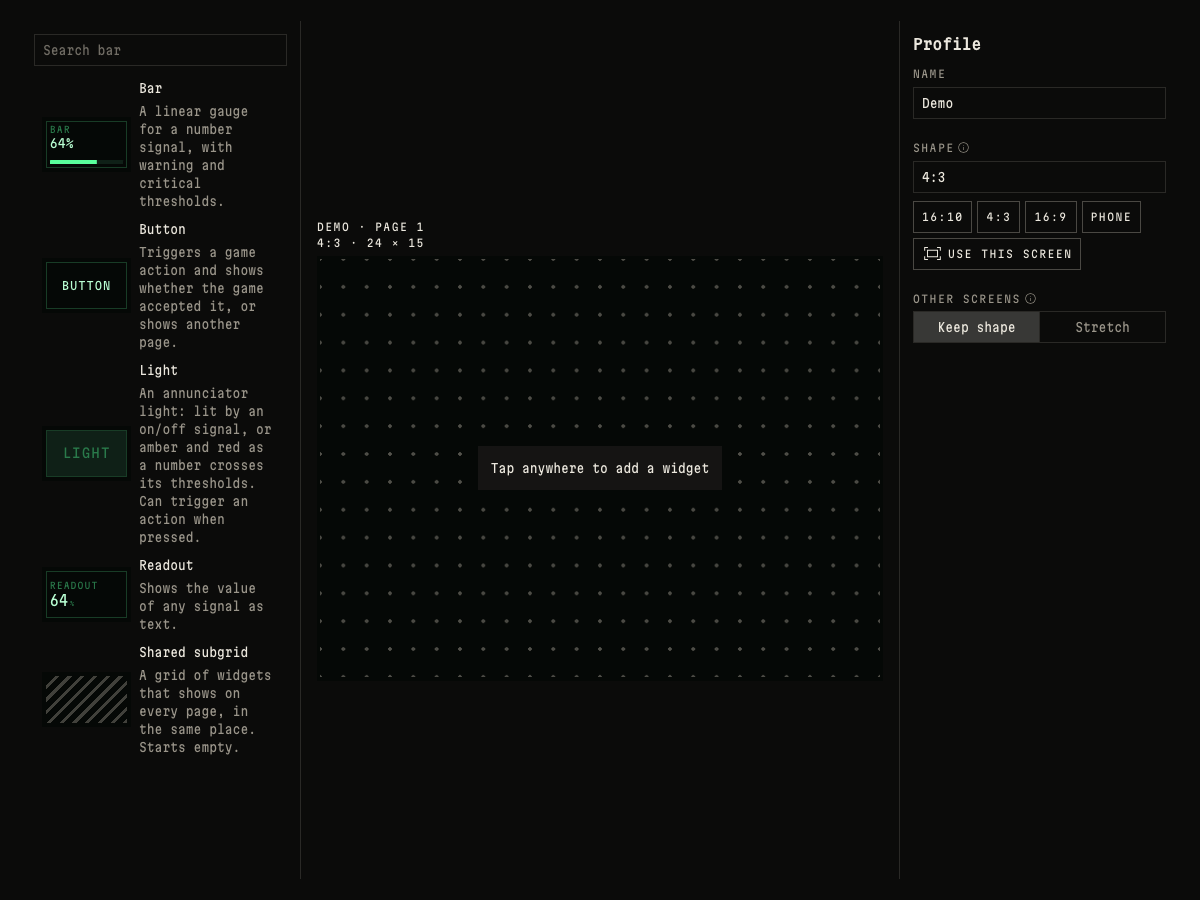 Search bar
Bar
A linear gauge
for a number
signal, with
warning and
critical
thresholds.
BAR
64%
Button
Triggers a game
action and shows
whether the game
accepted it, or
shows another
page.
BUTTON
Light
An annunciator
light: lit by an
on/off signal, or
amber and red as
a number crosses
its thresholds.
Can trigger an
action when
pressed.
LIGHT
Readout
Shows the value
of any signal as
text.
READOUT
64%
Shared subgrid
A grid of widgets
that shows on
every page, in
the same place.
Starts empty.
DEMO · PAGE 1
4:3 · 24 × 15
Tap anywhere to add a widget
Profile
NAME
Demo
SHAPE
4:3
16:10 4:3 16:9 PHONE
USE THIS SCREEN
OTHER SCREENS
Keep shape Stretch